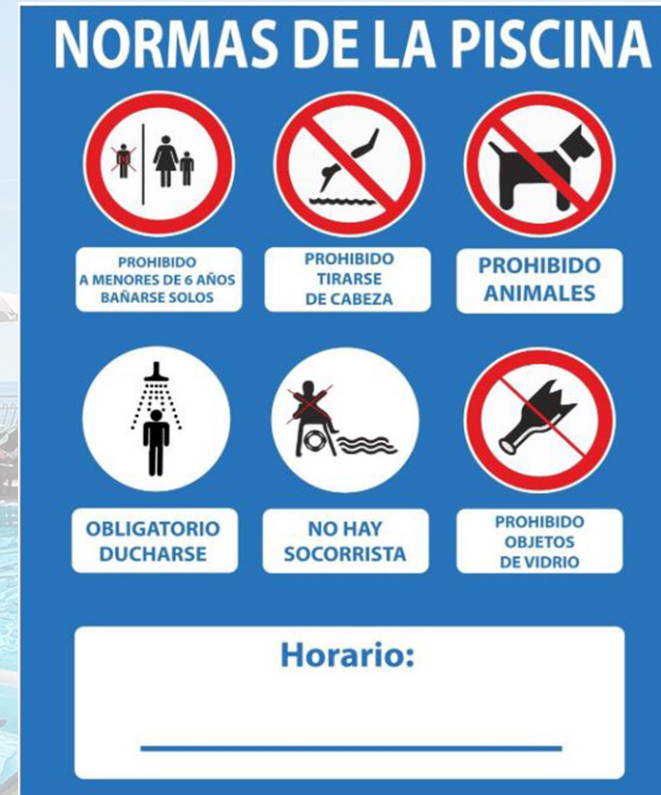 NORMAS DE LA PISCINA
PROHIBIDO
A MENORES DE 6 AÑOS
BAÑARSE SOLOS
PROHIBIDO
TIRARSE
DE CABEZA
PROHIBIDO
ANIMALES
OBLIGATORIO
DUCHARSE
NO HAY
SOCORRISTA
PROHIBIDO
OBJETOS
DE VIDRIO
Horario: